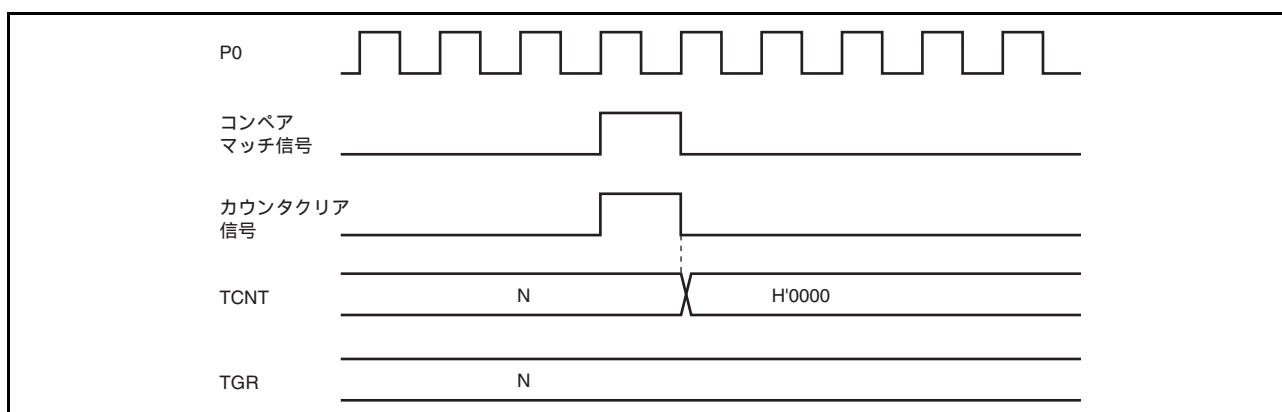 P0
コンペア
マッチ信号
カウンタクリア
信号
TCNT
N
H'0000
TGR
N